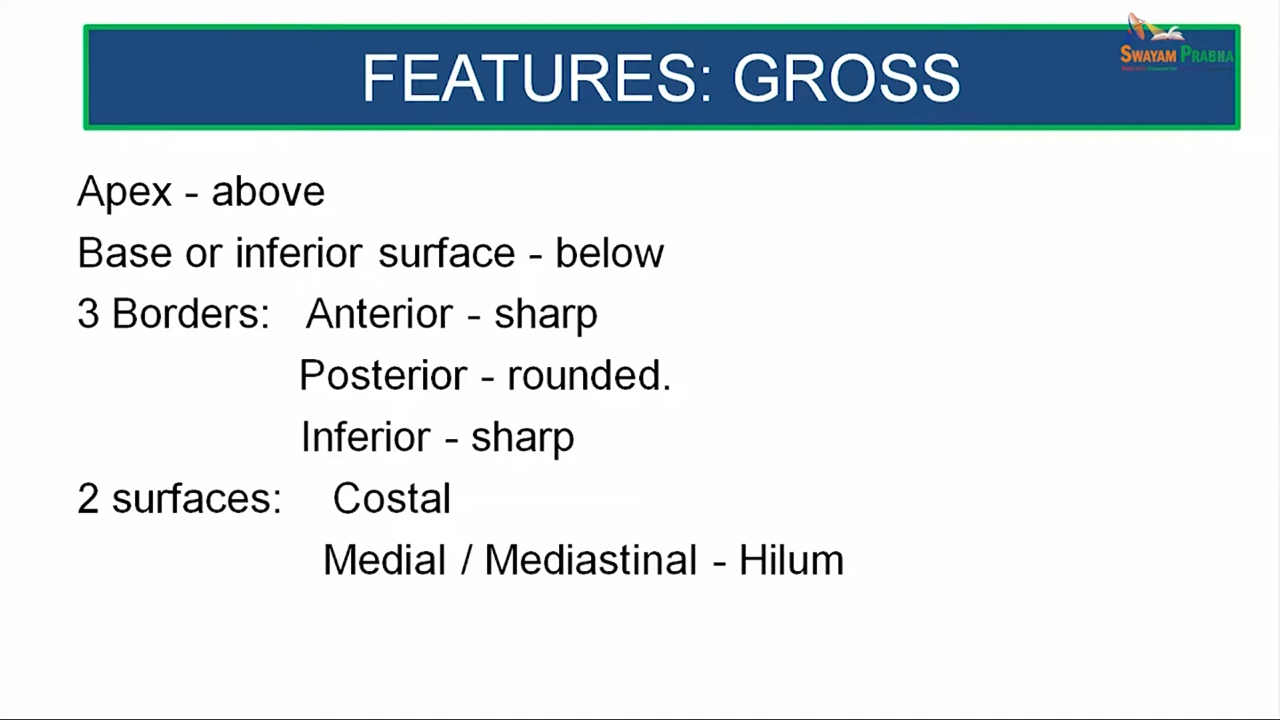 FEATURES: GROSS
SWAYAM PRABHA
Apex - above
Base or inferior surface - below
3 Borders: Anterior - sharp
Posterior - rounded.
Inferior - sharp
2 surfaces: Costal
Medial / Mediastinal - Hilum